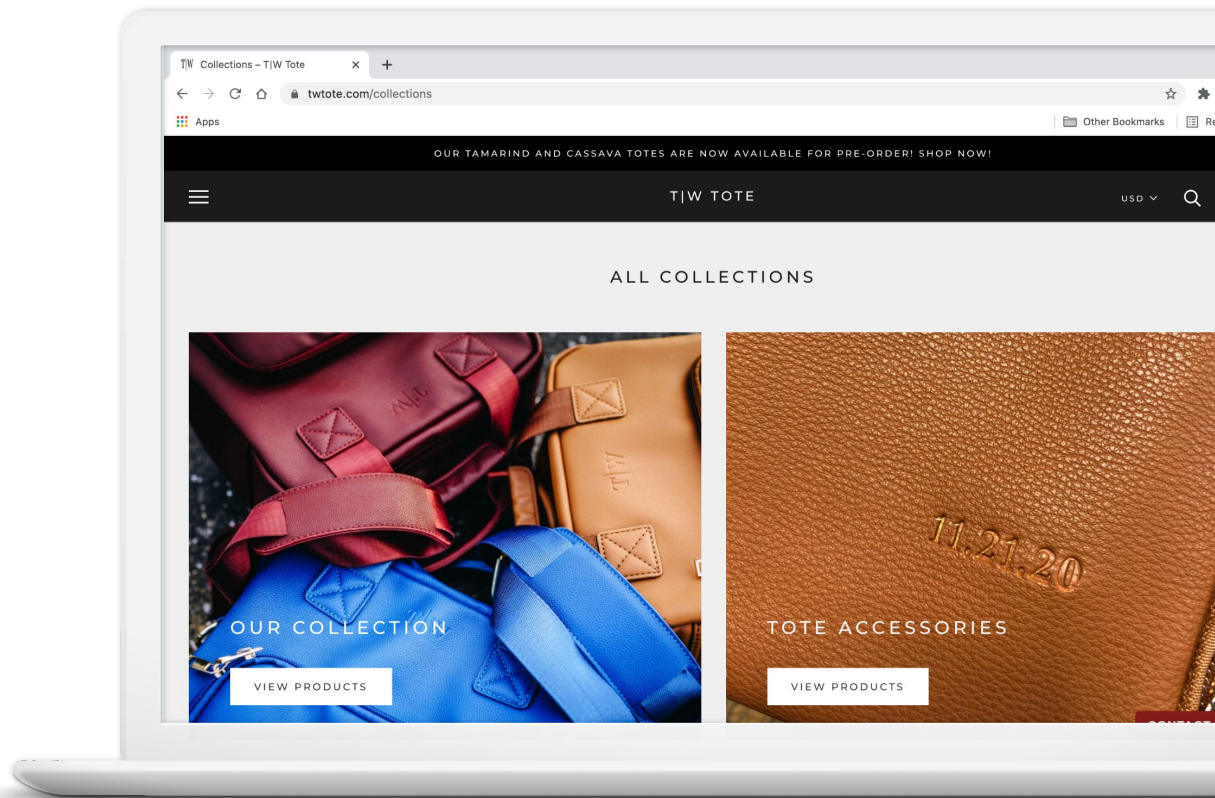 T|W Collections – T|W Tote
twtote.com/collections
Apps
Other Bookmarks
OUR TAMARIND AND CASSAVA TOTES ARE NOW AVAILABLE FOR PRE-ORDER! SHOP NOW!
T|W TOTE
USD
ALL COLLECTIONS
T|W
T|W
11.21.20
OUR COLLECTION
TOTE ACCESSORIES
VIEW PRODUCTS
VIEW PRODUCTS
CONTACT